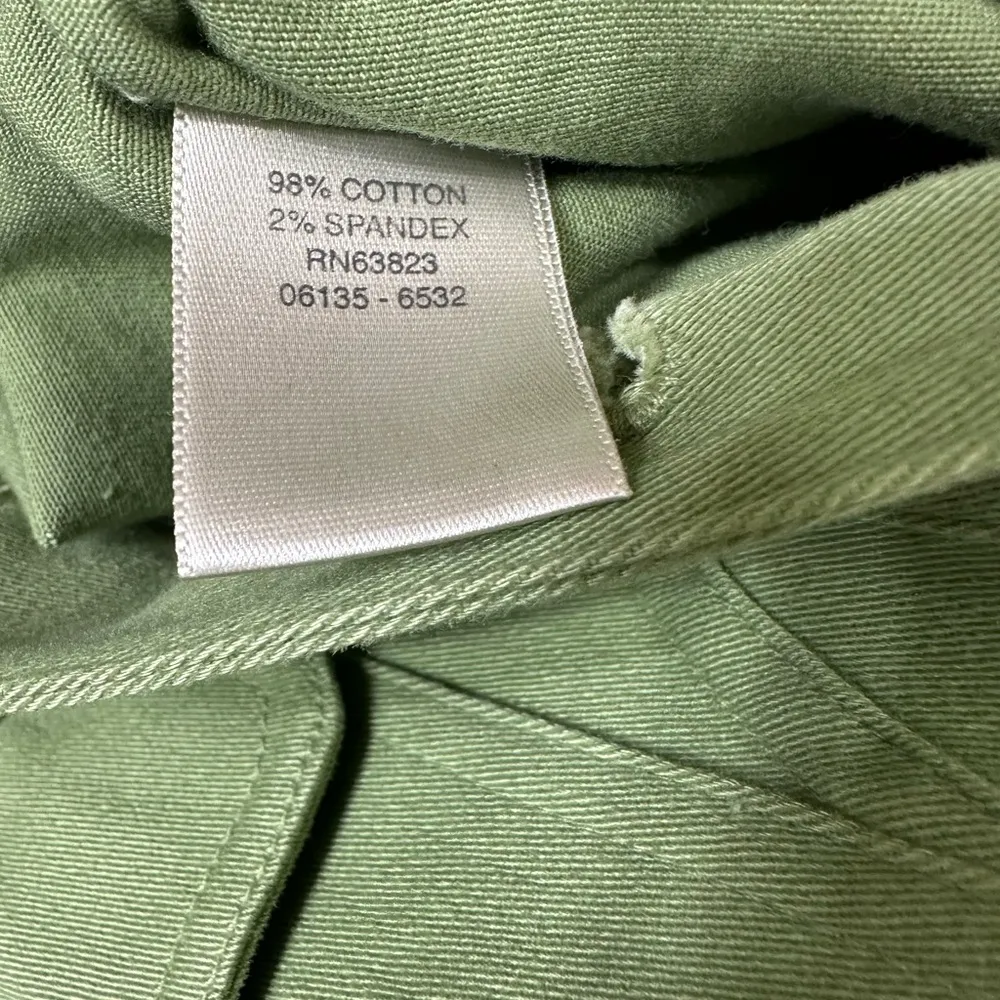 98% COTTON
2% SPANDEX
RN63823
06135 - 6532